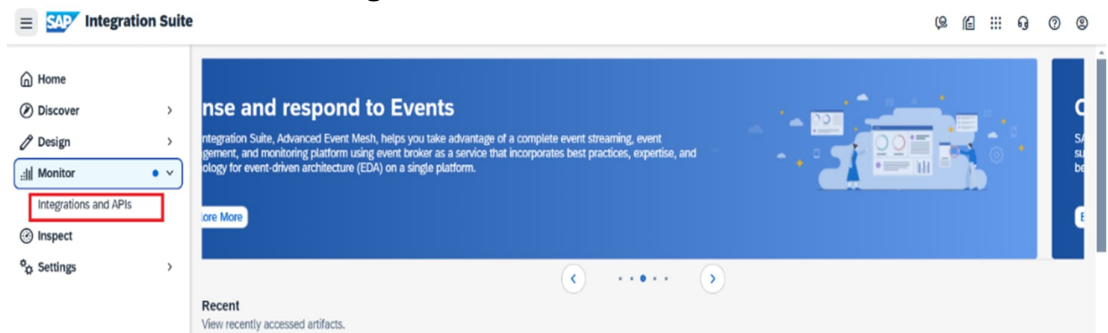 SAP Integration Suite
Home
Discover
Design
Monitor
Integrations and APIs
Inspect
Settings
nse and respond to Events
ntegration Suite, Advanced Event Mesh, helps you take advantage of a complete event streaming, event
gement, and monitoring platform using event broker as a service that incorporates best practices, expertise, and
ology for event-driven architecture (EDA) on a single platform.
ore More
Recent
View recently accessed artifacts.